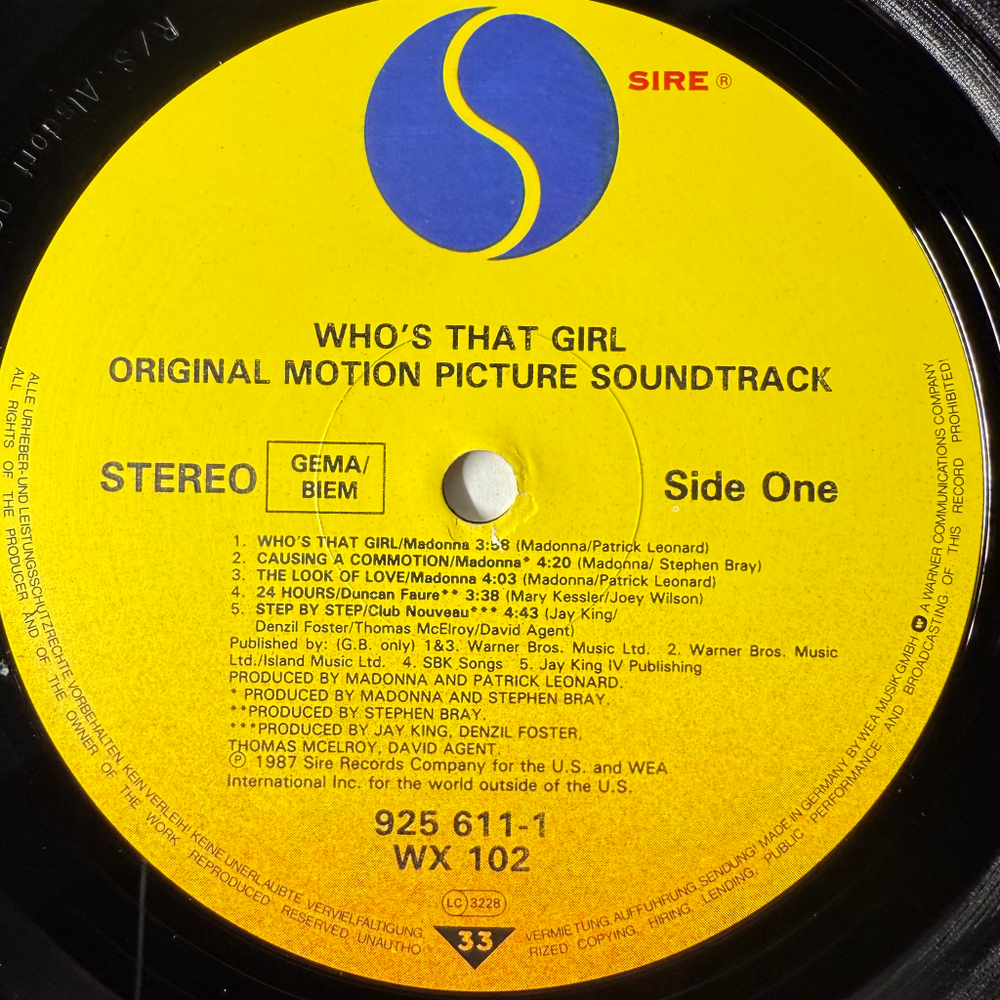 R/S Alsdorf
SIRE ®
WHO'S THAT GIRL
ORIGINAL MOTION PICTURE SOUNDTRACK
STEREO
GEMA/
BIEM
Side One
1. WHO'S THAT GIRL/Madonna 3:58 (Madonna/Patrick Leonard)
2. CAUSING A COMMOTION/Madonna* 4:20 (Madonna/ Stephen Bray)
3. THE LOOK OF LOVE/Madonna 4:03 (Madonna/Patrick Leonard)
4. 24 HOURS/Duncan Faure** 3:38 (Mary Kessler/Joey Wilson)
5. STEP BY STEP/Club Nouveau*** 4:43 (Jay King/
Denzil Foster/Thomas McElroy/David Agent)
Published by: (G.B. only) 1&3. Warner Bros. Music Ltd. 2. Warner Bros. Music
Ltd./Island Music Ltd. 4. SBK Songs 5. Jay King IV Publishing
PRODUCED BY MADONNA AND PATRICK LEONARD.
* PRODUCED BY MADONNA AND STEPHEN BRAY.
**PRODUCED BY STEPHEN BRAY.
***PRODUCED BY JAY KING, DENZIL FOSTER,
THOMAS MCELROY, DAVID AGENT,
℗ 1987 Sire Records Company for the U.S. and WEA
International Inc. for the world outside of the U.S.
925 611-1
WX 102
LC 3228
33
ALLE URHEBER- UND LEISTUNGSSCHUTZRECHTE VORBEHALTEN KEIN VERLEIH! KEINE UNERLAUBTE VERVIELFÄLTIGUNG, VERMIETUNG, AUFFÜHRUNG, SENDUNG! MADE IN GERMANY BY WEA MUSIK GMBH A WARNER COMMUNICATIONS COMPANY
ALL RIGHTS OF THE PRODUCER AND OF THE OWNER OF THE WORK REPRODUCED RESERVED. UNAUTHORIZED COPYING, HIRING, LENDING, PUBLIC PERFORMANCE AND BROADCASTING OF THIS RECORD PROHIBITED!